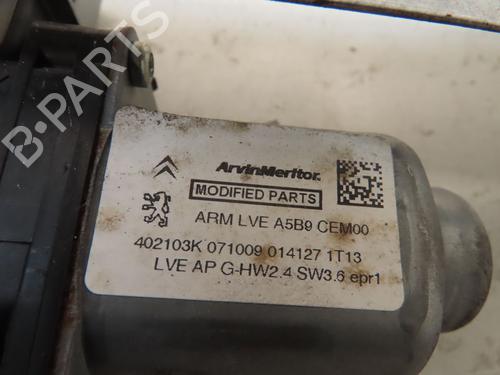 B-PARTS
ArvinMeritor.
MODIFIED PARTS
ARM LVE A5B9 CEM00
402103K 071009 014127 1T13
LVE AP G-HW2.4 SW3.6 epr1